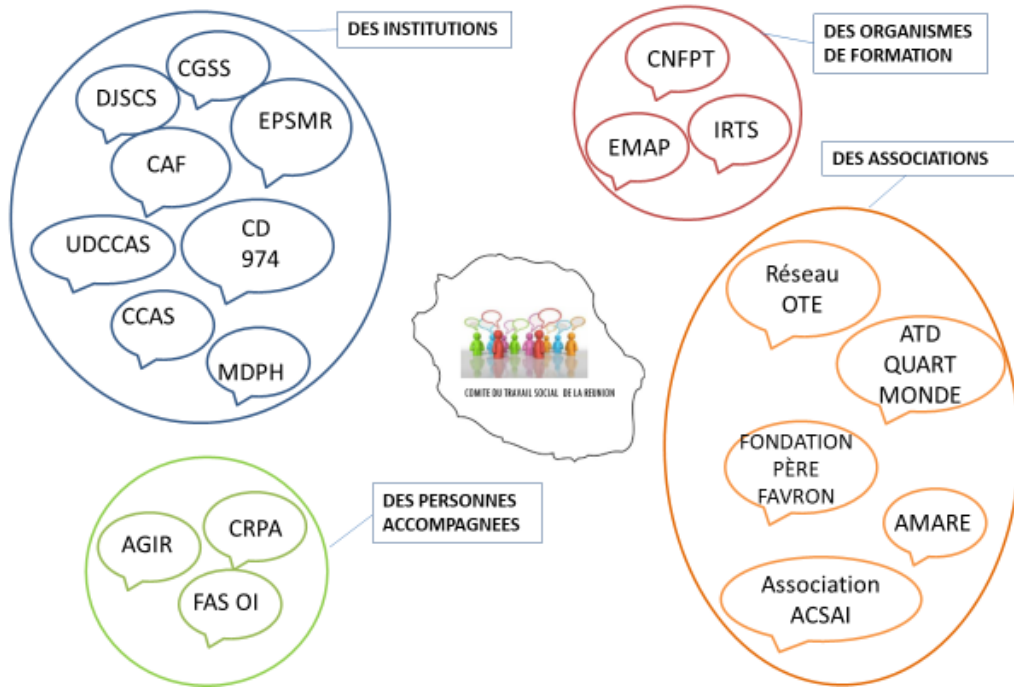 DES INSTITUTIONS
CGSS
DJSCS
EPSMR
CAF
UDCCAS
CD
974
CCAS
MDPH
DES ORGANISMES
DE FORMATION
CNFPT
IRTS
EMAP
DES ASSOCIATIONS
Réseau
OTE
ATD
QUART
MONDE
FONDATION
PÈRE
FAVRON
AMARE
Association
ACSAI
COMITE DU TRAVAIL SOCIAL DE LA REUNION
DES PERSONNES
ACCOMPAGNEES
AGIR
CRPA
FAS OI